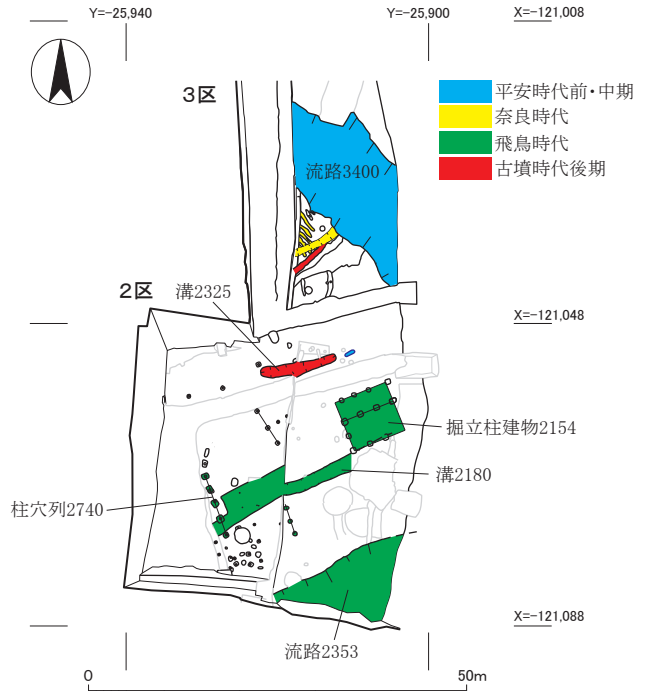 Y=-25,940
Y=-25,900
X=-121,008
3区
平安時代前・中期
奈良時代
飛鳥時代
古墳時代後期
流路3400
2区
溝2325
X=-121,048
掘立柱建物2154
溝2180
柱穴列2740
X=-121,088
流路2353
0
50m